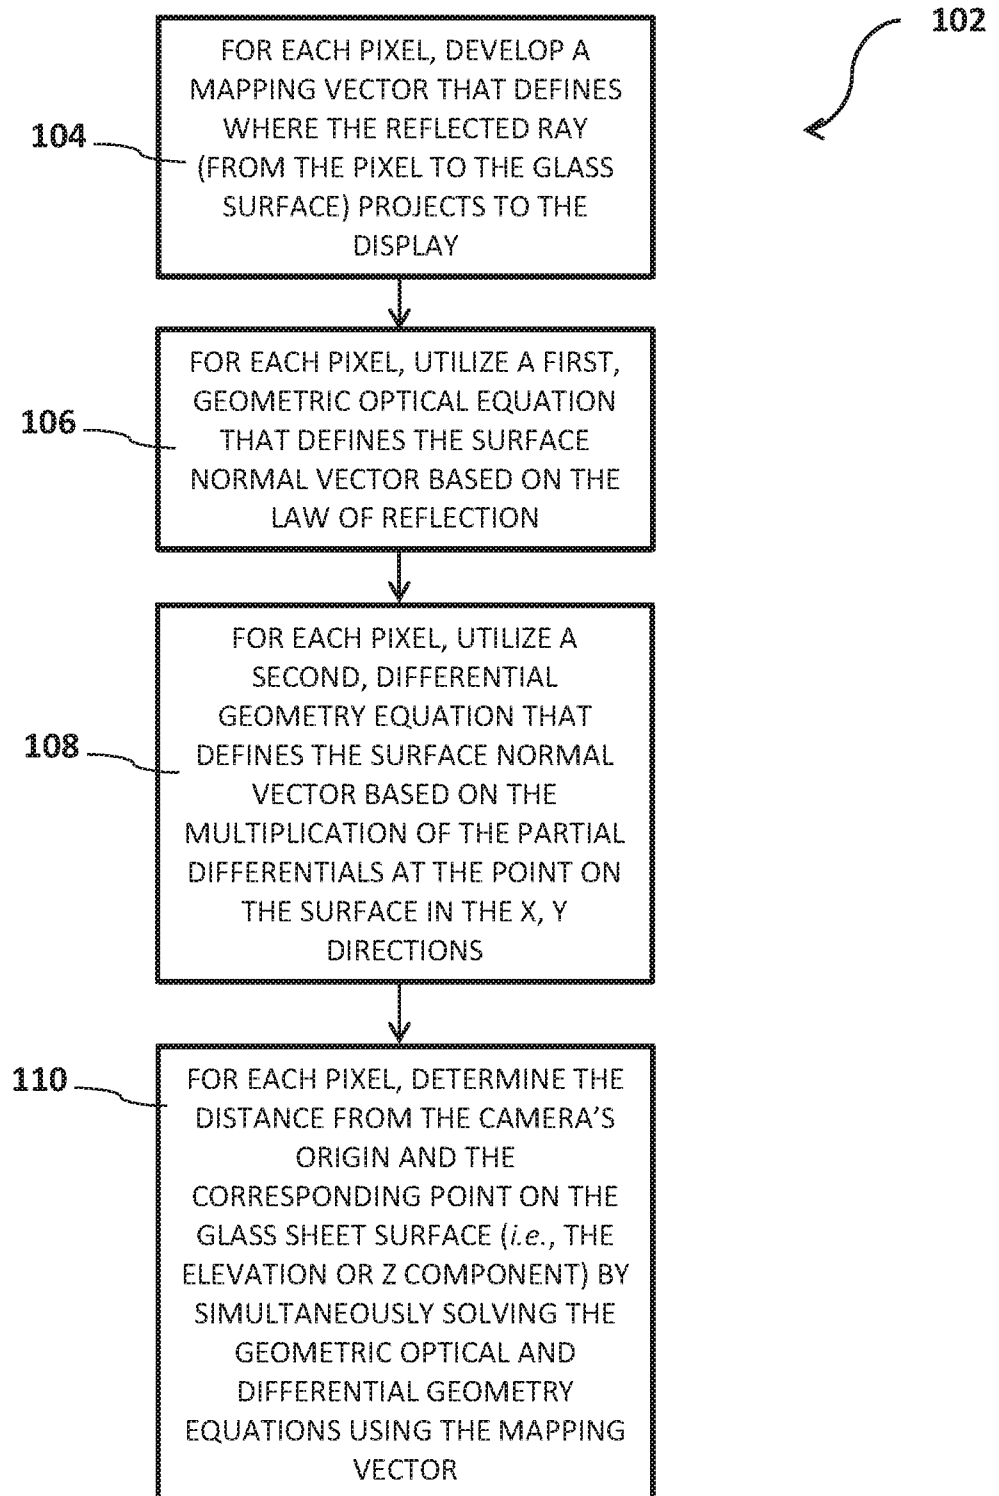 102
FOR EACH PIXEL, DEVELOP A
MAPPING VECTOR THAT DEFINES
WHERE THE REFLECTED RAY
(FROM THE PIXEL TO THE GLASS
SURFACE) PROJECTS TO THE
DISPLAY
104
FOR EACH PIXEL, UTILIZE A FIRST,
GEOMETRIC OPTICAL EQUATION
THAT DEFINES THE SURFACE
NORMAL VECTOR BASED ON THE
LAW OF REFLECTION
106
FOR EACH PIXEL, UTILIZE A
SECOND, DIFFERENTIAL
GEOMETRY EQUATION THAT
DEFINES THE SURFACE NORMAL
VECTOR BASED ON THE
MULTIPLICATION OF THE PARTIAL
DIFFERENTIALS AT THE POINT ON
THE SURFACE IN THE X, Y
DIRECTIONS
108
110
FOR EACH PIXEL, DETERMINE THE
DISTANCE FROM THE CAMERA'S
ORIGIN AND THE
CORRESPONDING POINT ON THE
GLASS SHEET SURFACE (i.e., THE
ELEVATION OR Z COMPONENT) BY
SIMULTANEOUSLY SOLVING THE
GEOMETRIC OPTICAL AND
DIFFERENTIAL GEOMETRY
EQUATIONS USING THE MAPPING
VECTOR